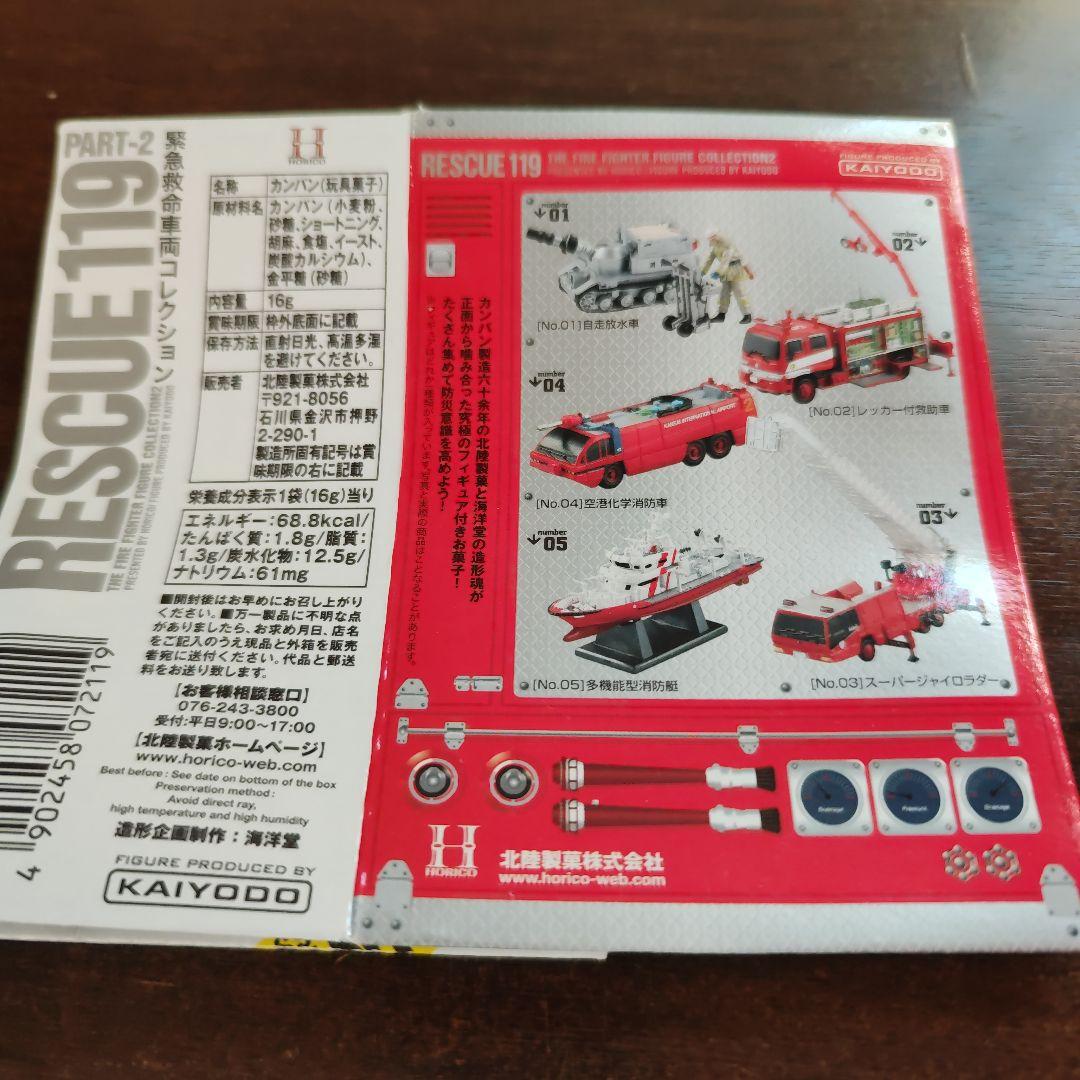 PART-2
RESCUE119
緊急救命車両コレクション
THE FIRE FIGHTER FIGURE COLLECTION2
PRESENTED BY HORICO/ FIGURE PRODUCED BY KAIYODO
HORICO
名称 カンパン(玩具菓子)
原材料名 カンパン(小麦粉、
砂糖、ショートニング、
胡麻、食塩、イースト、
炭酸カルシウム)、
金平糖(砂糖)
内容量 16g
賞味期限 枠外底面に記載
保存方法 直射日光、高温多湿
を避けてください。
販売者 北陸製菓株式会社
〒921-8056
石川県金沢市押野
2-290-1
製造所固有記号は賞
味期限の右に記載
栄養成分表示1袋(16g)当り
エネルギー:68.8kcal/
たんぱく質:1.8g/脂質:
1.3g/炭水化物:12.5g/
ナトリウム:61mg
■開封後はお早めにお召し上がり
ください。■万一製品に不明な点
がありましたら、お求め月日、店名
をご記入のうえ現品と外箱を販売
者宛に送付ください。代品と郵送
料をお送り致します。
【お客様相談窓口】
076-243-3800
受付:平日9:00〜17:00
【北陸製菓ホームページ】
www.horico-web.com
Best before : See date on bottom of the box
Preservation method :
Avoid direct ray,
high temperature and high humidity
造形企画制作:海洋堂
FIGURE PRODUCED BY
KAIYODO
4 902458 072119
RESCUE119 THE FIRE FIGHTER FIGURE COLLECTION2
PRESENTED BY HORICO/ FIGURE PRODUCED BY KAIYODO
FIGURE PRODUCED BY
KAIYODO
カンパン製造六十余年の北陸製菓と海洋堂の造形魂が
正面から噛み合った究極のフィギュア付きお菓子!
たくさん集めて防災意識を高めよう!
number
01
[No.01]自走放水車
number
02
[No.02]レッカー付救助車
number
04
KANSAI INTERNATIONAL AIRPORT
[No.04]空港化学消防車
number
03
[No.03]スーパージャイロラダー
number
05
[No.05]多機能型消防艇
HORICO
北陸製菓株式会社
www.horico-web.com